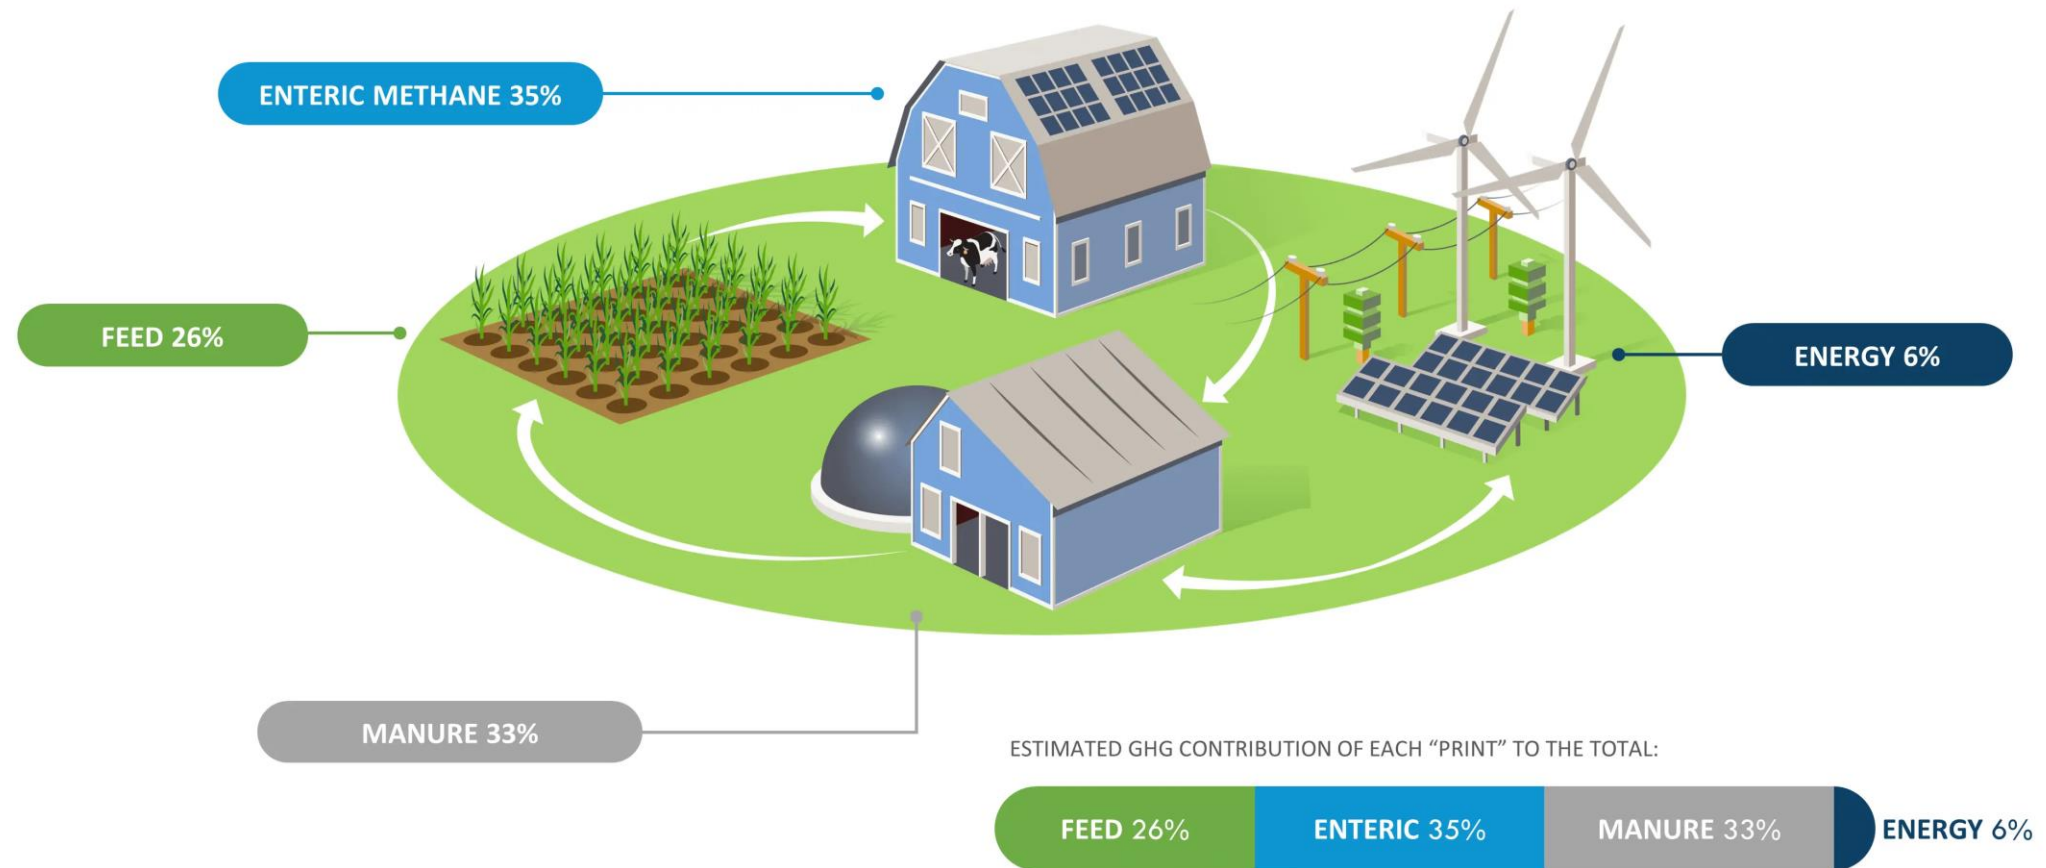 ENTERIC METHANE 35%
FEED 26%
ENERGY 6%
MANURE 33%
ESTIMATED GHG CONTRIBUTION OF EACH “PRINT” TO THE TOTAL:
FEED 26%
ENTERIC 35%
MANURE 33%
ENERGY 6%